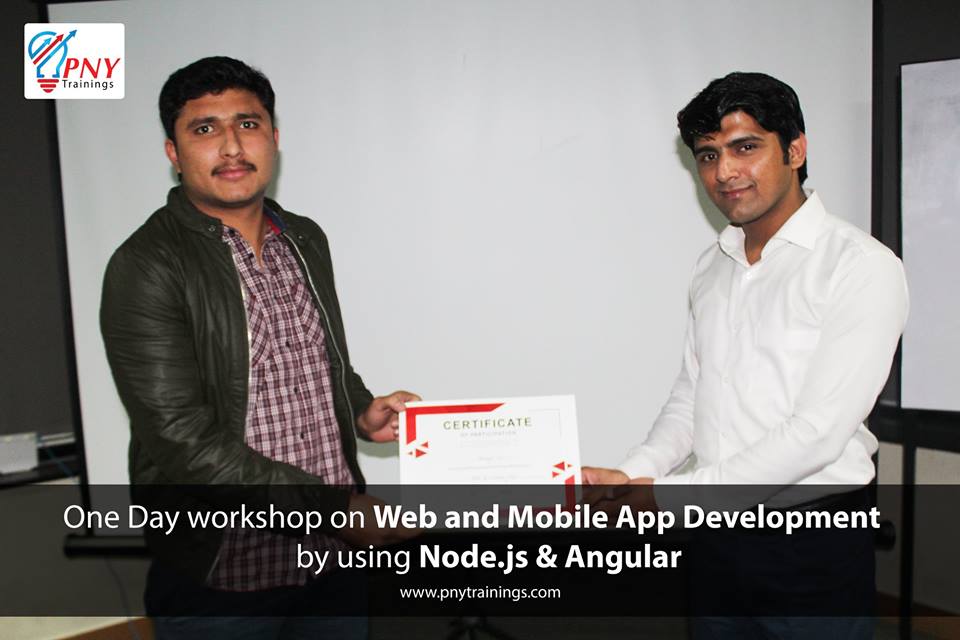 PNY
Trainings
CERTIFICATE
OF PARTICIPATION
One Day workshop on Web and Mobile App Development
by using Node.js & Angular
www.pnytrainings.com